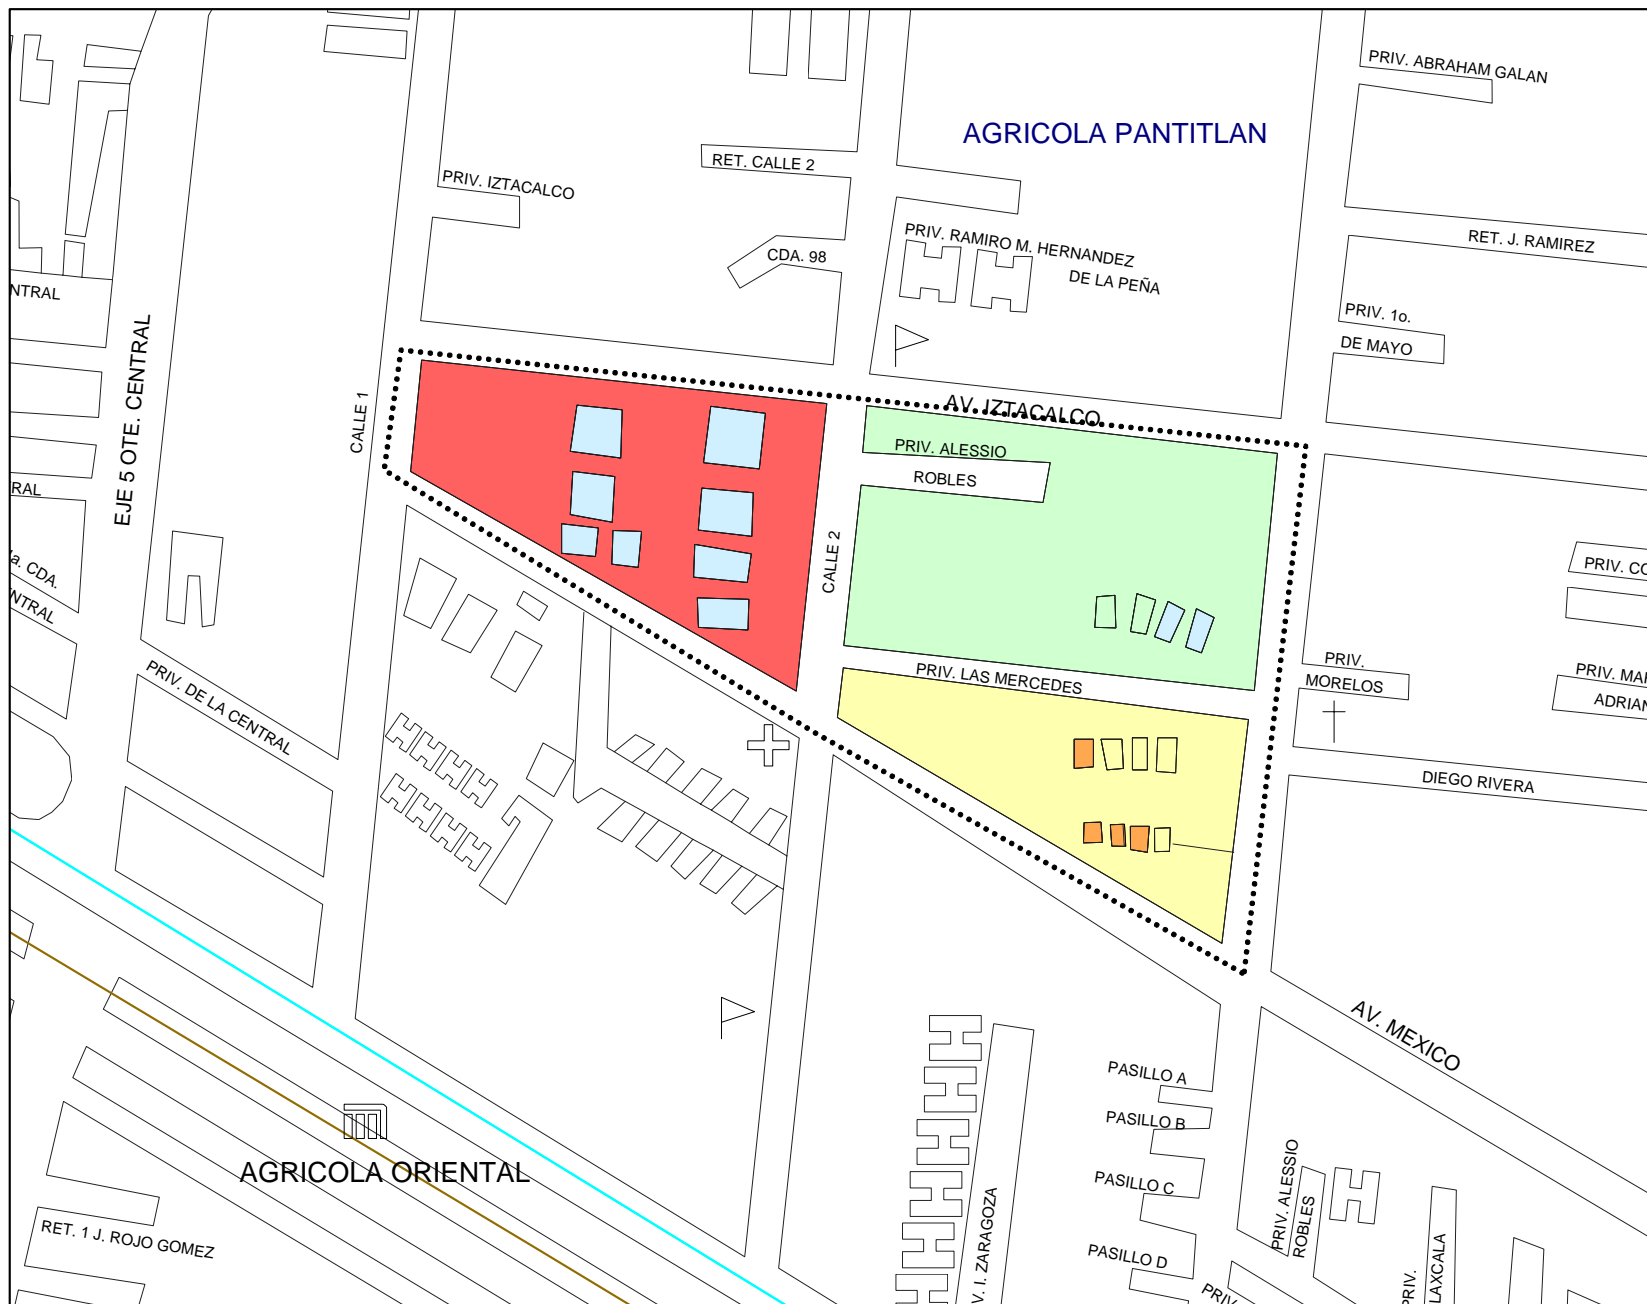 PRIV. ABRAHAM GALAN
AGRICOLA PANTITLAN
RET. CALLE 2
PRIV. IZTACALCO
PRIV. RAMIRO M. HERNANDEZ
DE LA PEÑA
RET. J. RAMIREZ
CDA. 98
NTRAL
PRIV. 1o.
DE MAYO
EJE 5 OTE. CENTRAL
CALLE 1
AV. IZTACALCO
PRIV. ALESSIO
ROBLES
RAL
CALLE 2
a. CDA.
NTRAL
PRIV. CO
PRIV. DE LA CENTRAL
PRIV. LAS MERCEDES
PRIV.
MORELOS
PRIV. MAR
ADRIAN
DIEGO RIVERA
AV. MEXICO
PASILLO A
PASILLO B
PASILLO C
PASILLO D
AGRICOLA ORIENTAL
RET. 1 J. ROJO GOMEZ
V. I. ZARAGOZA
PRIV. ALESSIO
ROBLES
PRIV.
PRIV.
LAXCALA